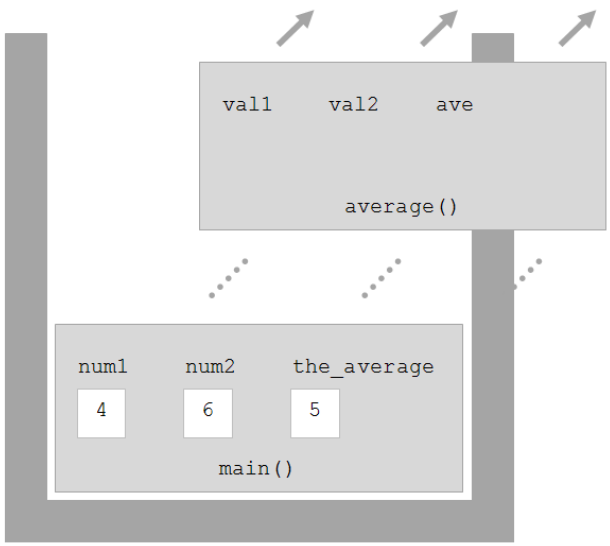 val1 val2 ave
average()
num1 num2 the_average
4 6 5
main()